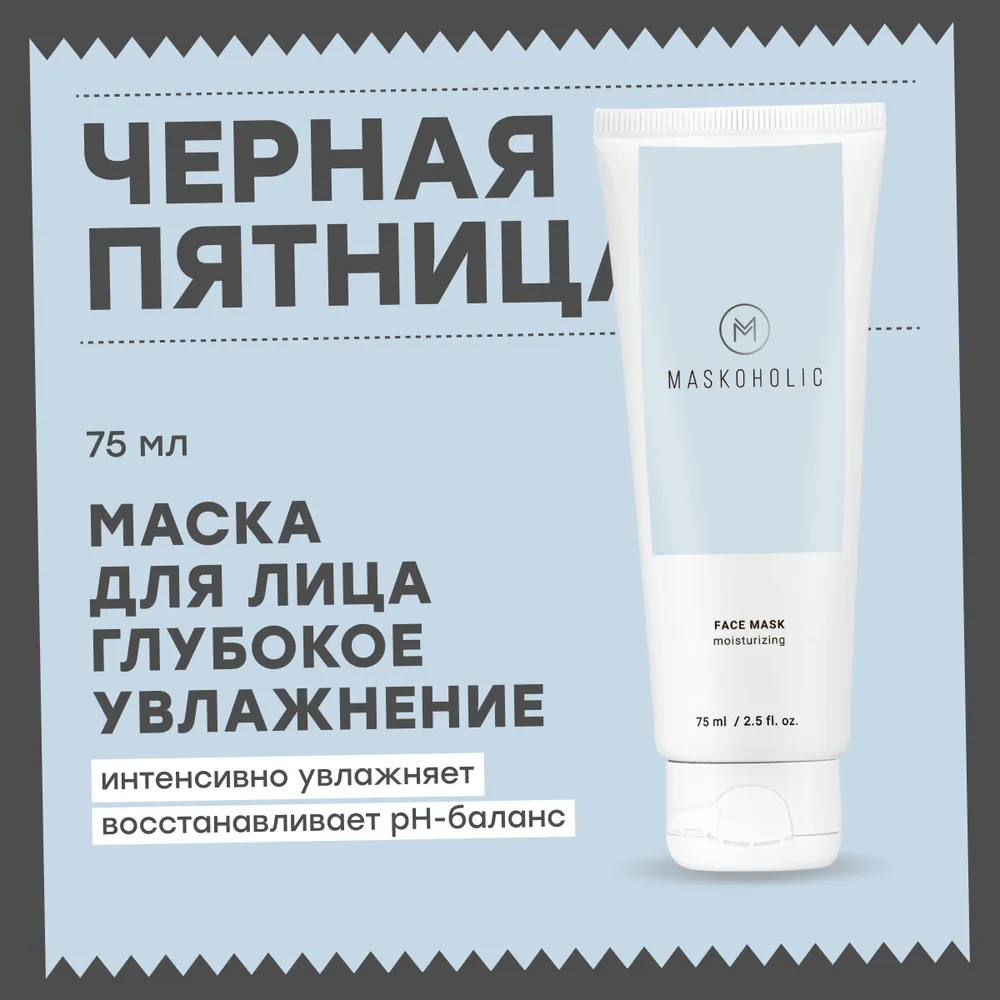 ЧЕРНАЯ
ПЯТНИЦА
75 мл
МАСКА
ДЛЯ ЛИЦА
ГЛУБОКОЕ
УВЛАЖНЕНИЕ
интенсивно увлажняет
восстанавливает pH-баланс
M
MASKOHOLIC
FACE MASK
moisturizing
75 ml / 2.5 fl. oz.